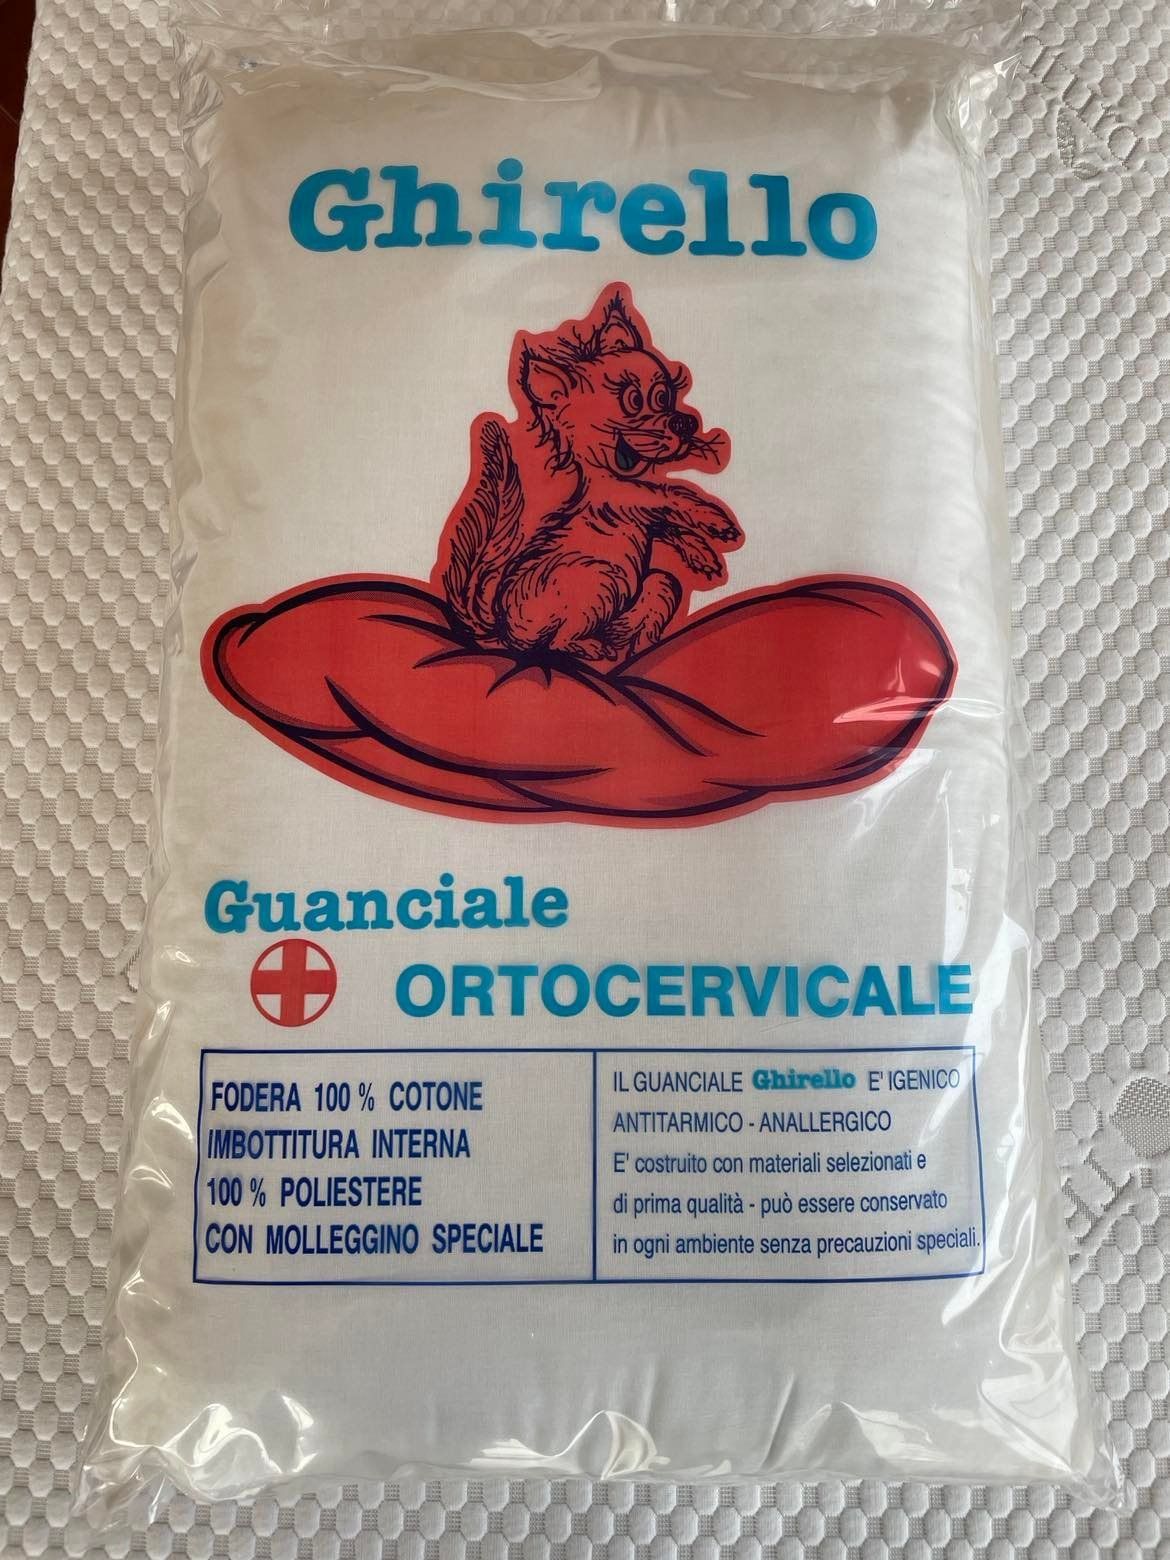 Ghirello
Guanciale
ORTOCERVICALE
FODERA 100 % COTONE
IMBOTTITURA INTERNA
100 % POLIESTERE
CON MOLLEGGINO SPECIALE
IL GUANCIALE Ghirello E' IGENICO
ANTITARMICO - ANALLERGICO
E' costruito con materiali selezionati e
di prima qualità - può essere conservato
in ogni ambiente senza precauzioni speciali.